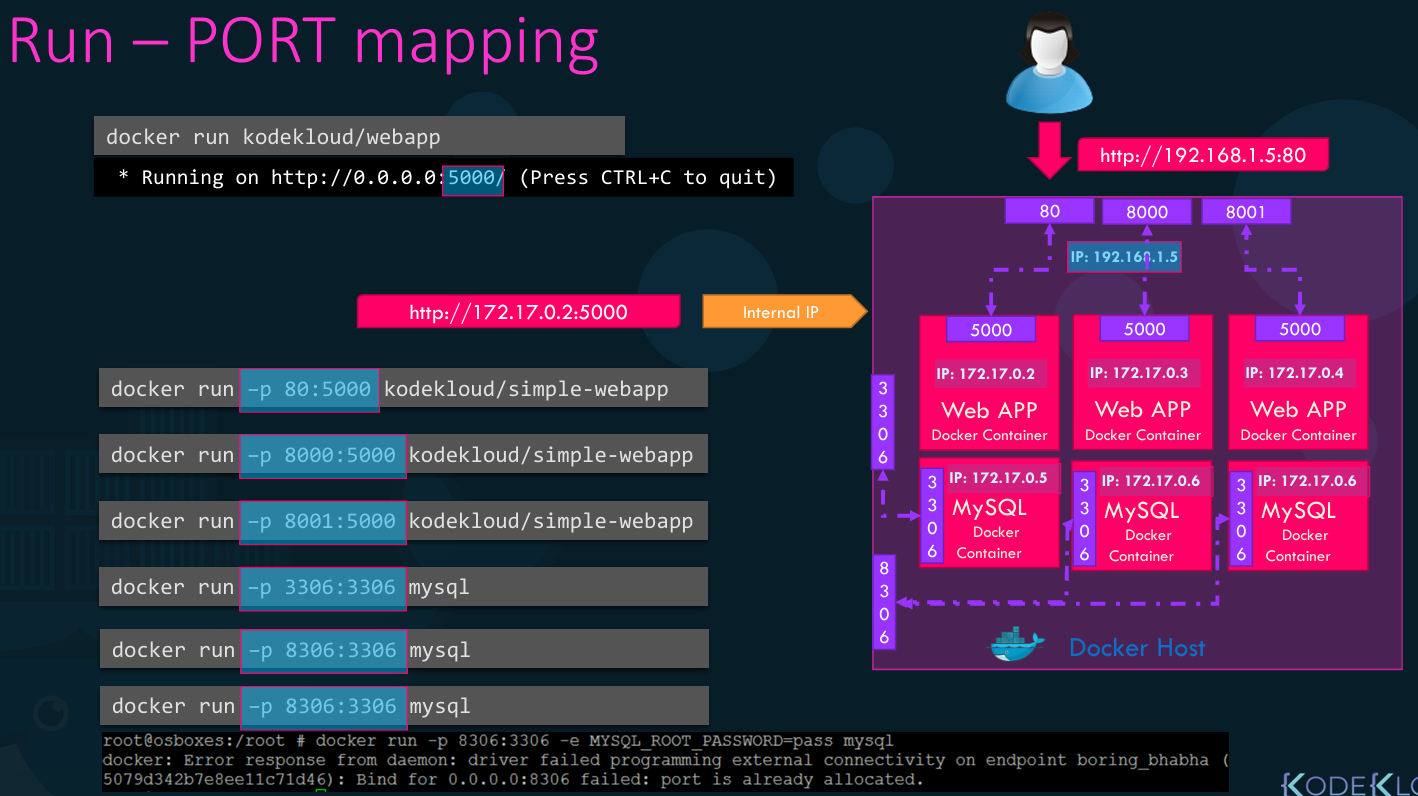 Run – PORT mapping
docker run kodekloud/webapp
* Running on http://0.0.0.0:5000/ (Press CTRL+C to quit)
http://192.168.1.5:80
80
8000
8001
IP: 192.168.1.5
http://172.17.0.2:5000
Internal IP
5000
5000
5000
IP: 172.17.0.2
IP: 172.17.0.3
IP: 172.17.0.4
Web APP
Web APP
Web APP
Docker Container
Docker Container
Docker Container
3306
3306
IP: 172.17.0.5
MySQL
Docker
Container
3306
IP: 172.17.0.6
MySQL
Docker
Container
3306
IP: 172.17.0.6
MySQL
Docker
Container
8306
Docker Host
docker run –p 80:5000 kodekloud/simple-webapp
docker run –p 8000:5000 kodekloud/simple-webapp
docker run –p 8001:5000 kodekloud/simple-webapp
docker run –p 3306:3306 mysql
docker run –p 8306:3306 mysql
docker run –p 8306:3306 mysql
root@osboxes:/root # docker run -p 8306:3306 -e MYSQL_ROOT_PASSWORD=pass mysql
docker: Error response from daemon: driver failed programming external connectivity on endpoint boring_bhabha (
5079d342b7e8ee11c71d46): Bind for 0.0.0.0:8306 failed: port is already allocated.